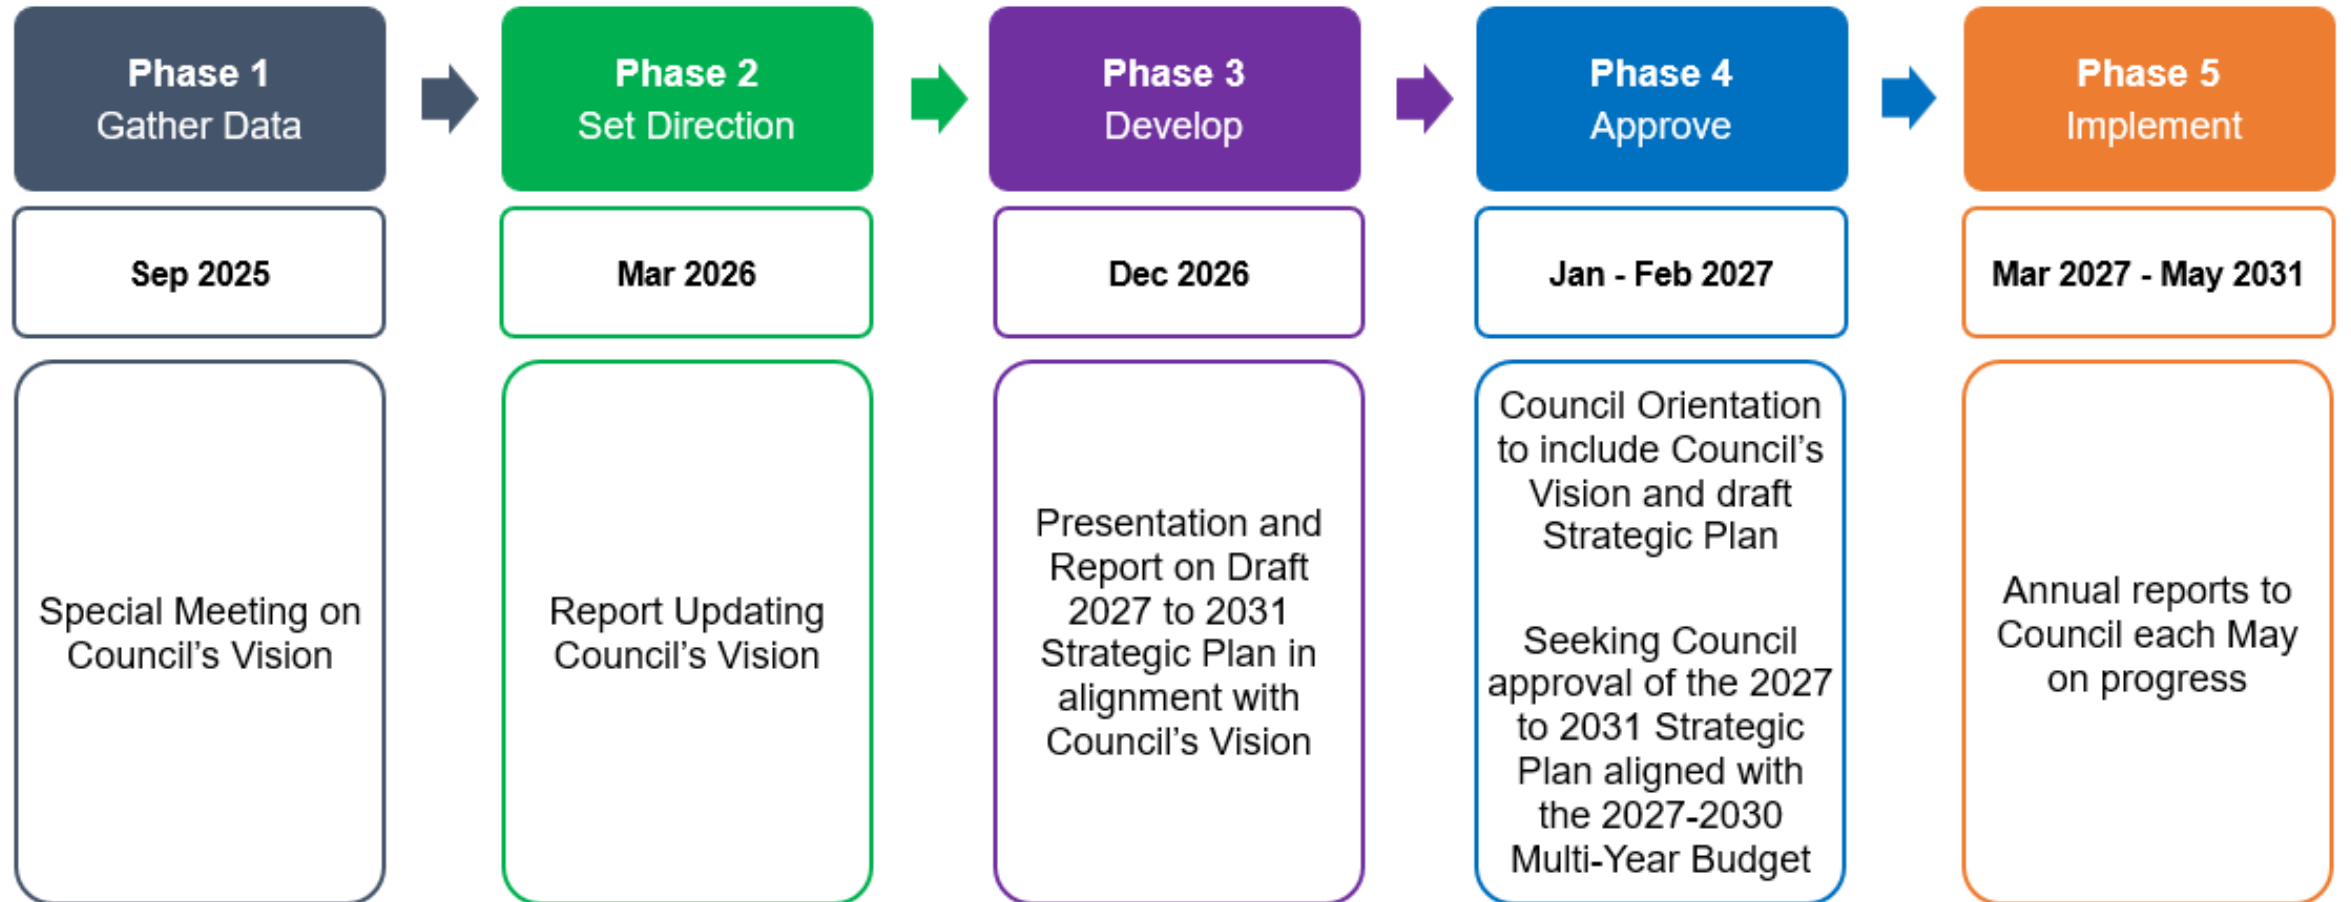 Phase 1
Gather Data
Phase 2
Set Direction
Phase 3
Develop
Phase 4
Approve
Phase 5
Implement
Sep 2025
Mar 2026
Dec 2026
Jan - Feb 2027
Mar 2027 - May 2031
Special Meeting on
Council’s Vision
Report Updating
Council’s Vision
Presentation and
Report on Draft
2027 to 2031
Strategic Plan in
alignment with
Council’s Vision
Council Orientation
to include Council’s
Vision and draft
Strategic Plan
Seeking Council
approval of the 2027
to 2031 Strategic
Plan aligned with
the 2027-2030
Multi-Year Budget
Annual reports to
Council each May
on progress